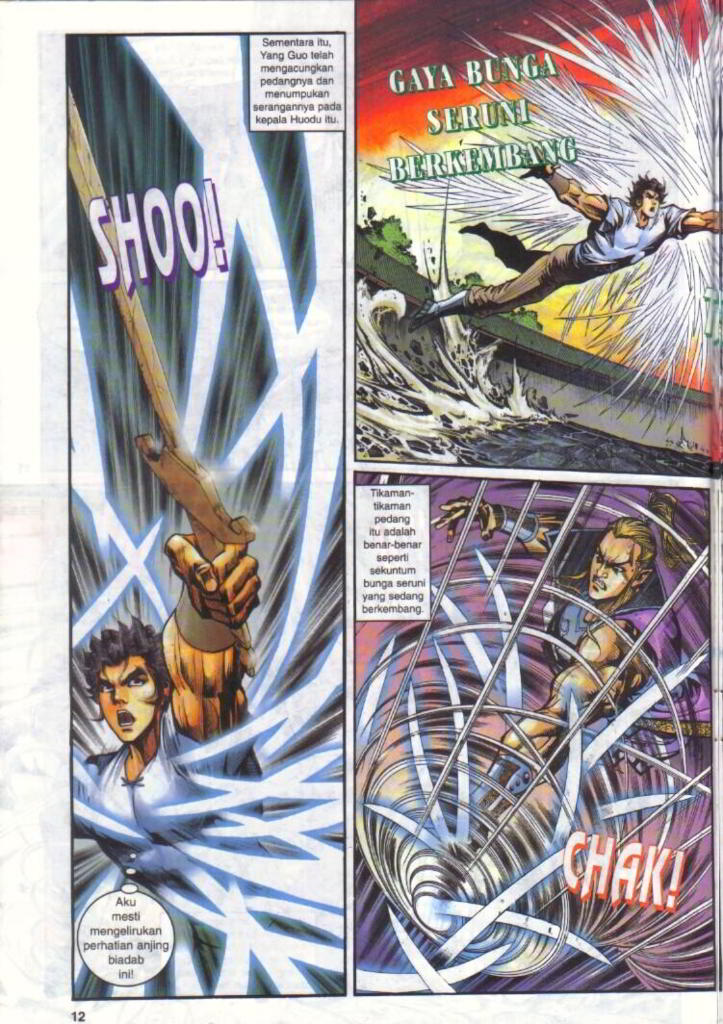 Sementara itu,
Yang Guo telah
mengacungkan
pedangnya dan
menumpukan
serangannya pada
kepala Huodu itu.
SHOO!
Aku
mesti
mengelirukan
perhatian anjing
biadab
ini!
GAYA BUNGA
SERUNI
BERKEMBANG
Tikaman-
tikaman
pedang
itu adalah
benar-benar
seperti
sekuntum
bunga seruni
yang sedang
berkembang.
CHAK!
12